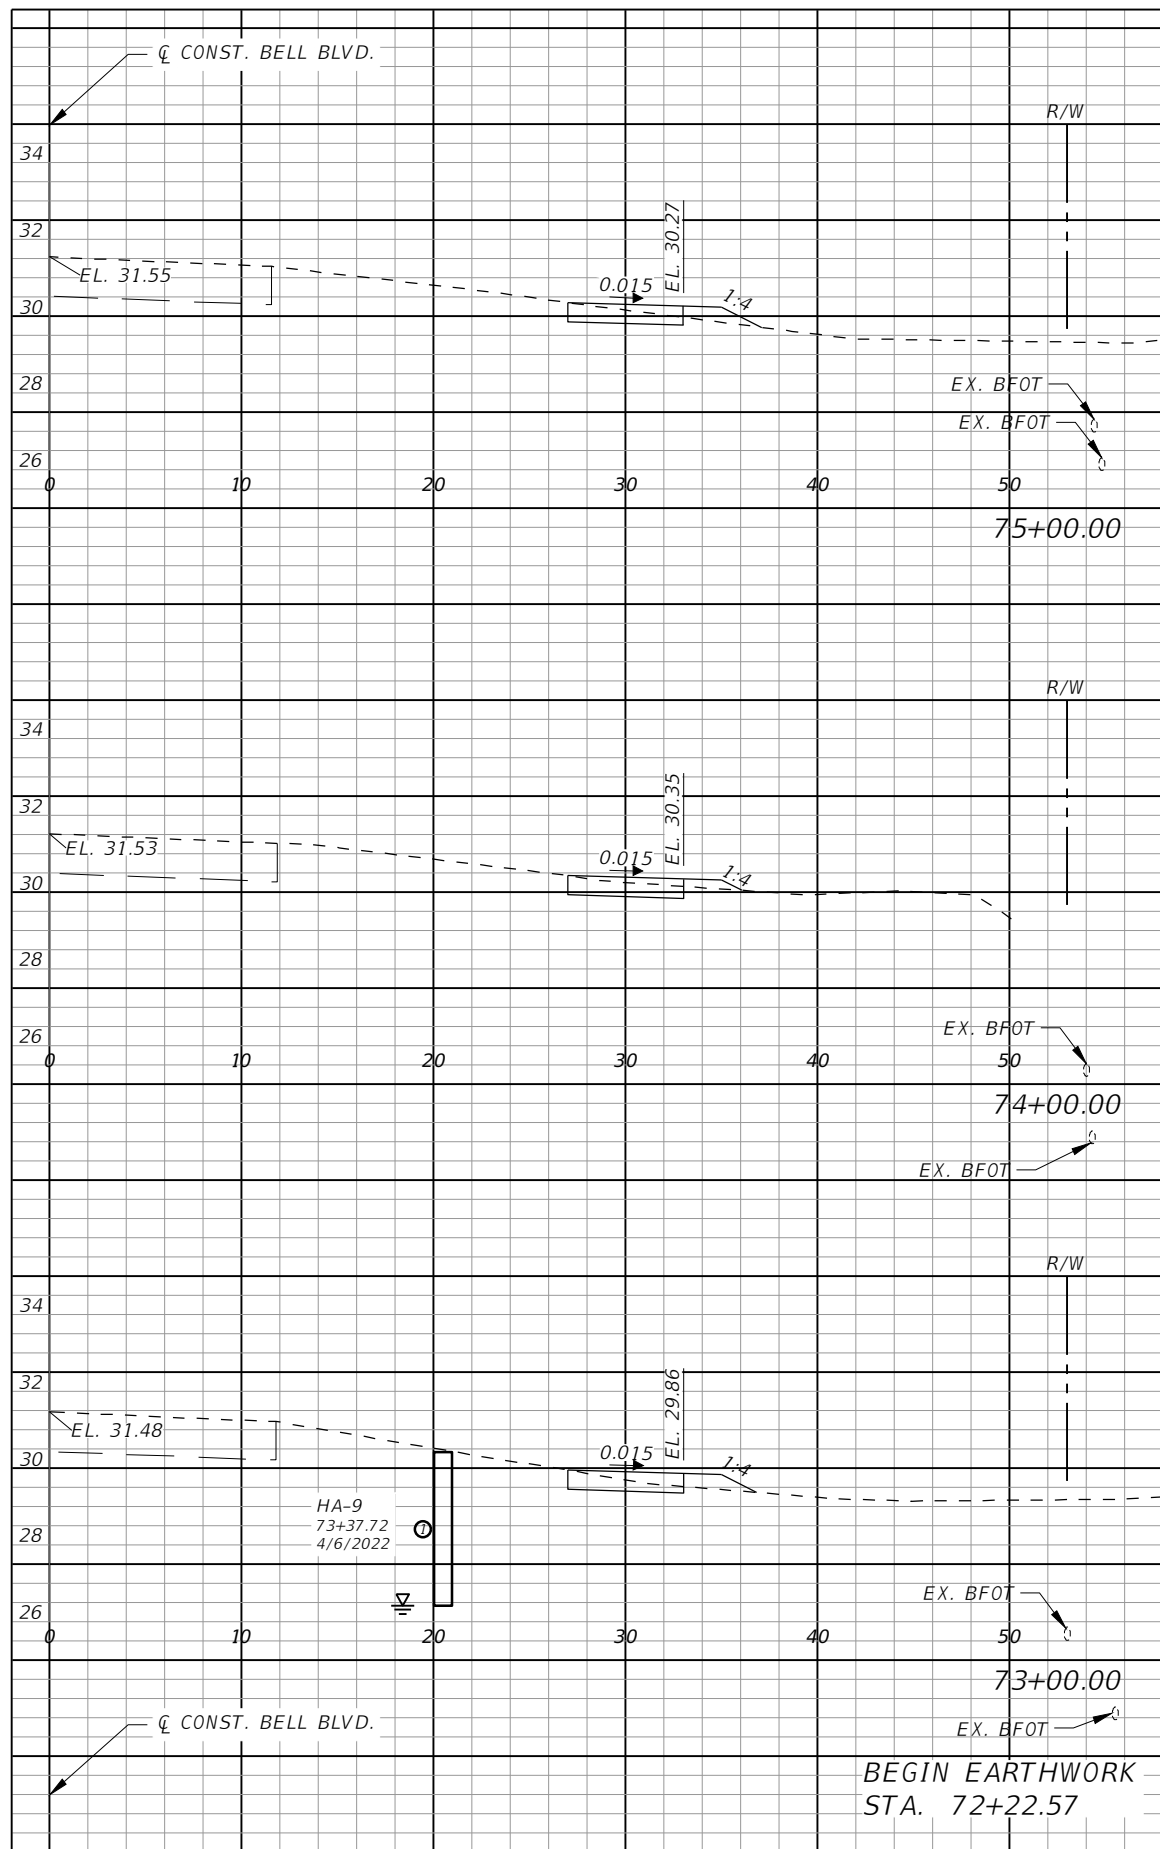 ℄ CONST. BELL BLVD.
R/W
34
32
EL. 30.27
EL. 31.55
0.015
1:4
30
28
EX. BFOT
EX. BFOT
26
0 10 20 30 40 50
75+00.00
R/W
34
32
EL. 30.35
EL. 31.53
0.015
1:4
30
28
26
EX. BFOT
0 10 20 30 40 50
74+00.00
EX. BFOT
R/W
34
32
EL. 29.86
EL. 31.48
0.015
1:4
30
HA-9
73+37.72
1
4/6/2022
28
EX. BFOT
26
0 10 20 30 40 50
73+00.00
℄ CONST. BELL BLVD.
EX. BFOT
BEGIN EARTHWORK
STA. 72+22.57